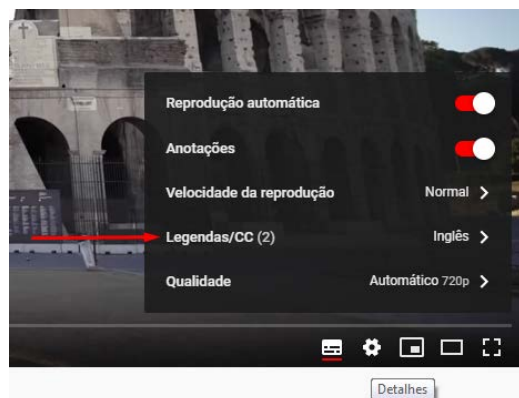 Reprodução automática
Anotações
Velocidade da reprodução Normal
Legendas/CC (2) Inglês
Qualidade Automático 720p
Detalhes